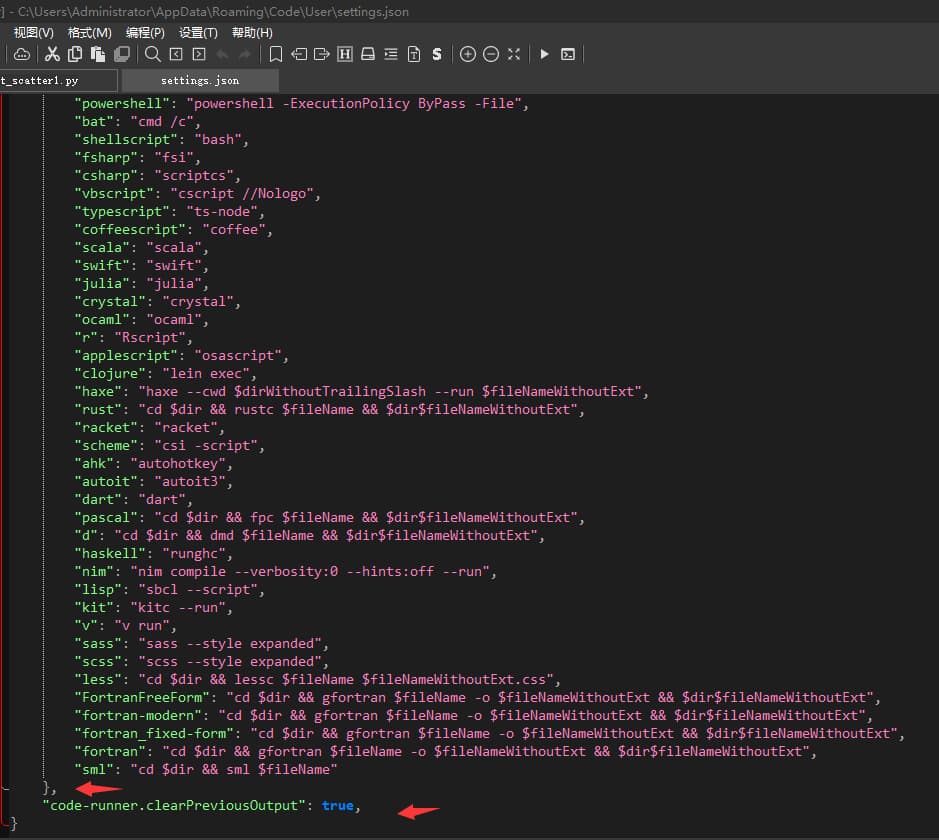 ] - C:\Users\Administrator\AppData\Roaming\Code\User\settings.json
视图(V) 格式(M) 编程(P) 设置(T) 帮助(H)
t_scatter1.py settings.json
"powershell": "powershell -ExecutionPolicy ByPass -File",
"bat": "cmd /c",
"shellscript": "bash",
"fsharp": "fsi",
"csharp": "scriptcs",
"vbscript": "cscript //Nologo",
"typescript": "ts-node",
"coffeescript": "coffee",
"scala": "scala",
"swift": "swift",
"julia": "julia",
"crystal": "crystal",
"ocaml": "ocaml",
"r": "Rscript",
"applescript": "osascript",
"clojure": "lein exec",
"haxe": "haxe --cwd $dirWithoutTrailingSlash --run $fileNameWithoutExt",
"rust": "cd $dir && rustc $fileName && $dir$fileNameWithoutExt",
"racket": "racket",
"scheme": "csi -script",
"ahk": "autohotkey",
"autoit": "autoit3",
"dart": "dart",
"pascal": "cd $dir && fpc $fileName && $dir$fileNameWithoutExt",
"d": "cd $dir && dmd $fileName && $dir$fileNameWithoutExt",
"haskell": "runghc",
"nim": "nim compile --verbosity:0 --hints:off --run",
"lisp": "sbcl --script",
"kit": "kitc --run",
"v": "v run",
"sass": "sass --style expanded",
"scss": "scss --style expanded",
"less": "cd $dir && lessc $fileName $fileNameWithoutExt.css",
"FortranFreeForm": "cd $dir && gfortran $fileName -o $fileNameWithoutExt && $dir$fileNameWithoutExt",
"fortran-modern": "cd $dir && gfortran $fileName -o $fileNameWithoutExt && $dir$fileNameWithoutExt",
"fortran_fixed-form": "cd $dir && gfortran $fileName -o $fileNameWithoutExt && $dir$fileNameWithoutExt",
"fortran": "cd $dir && gfortran $fileName -o $fileNameWithoutExt && $dir$fileNameWithoutExt",
"sml": "cd $dir && sml $fileName"
},
"code-runner.clearPreviousOutput": true,
}